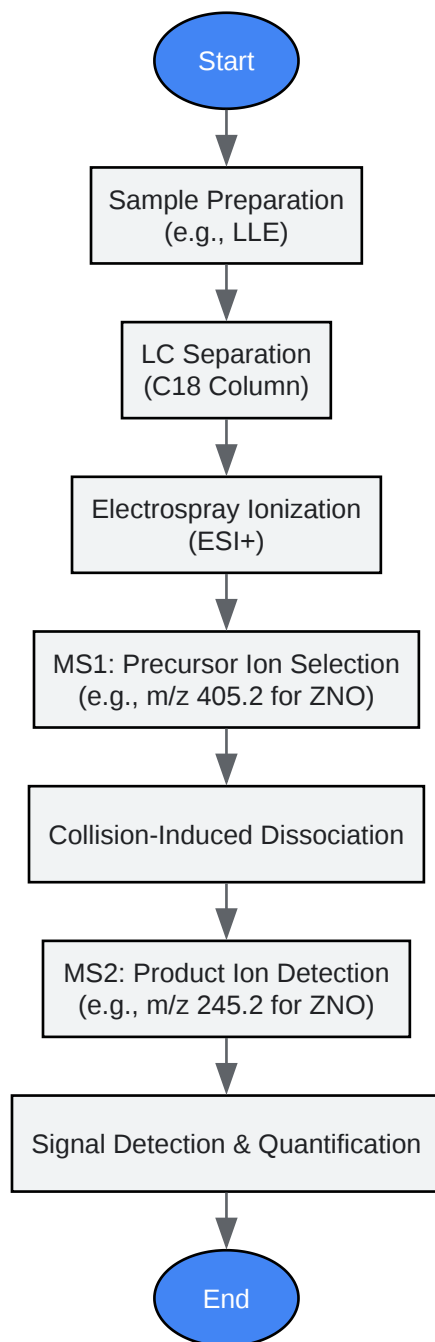 Start
Sample Preparation
(e.g., LLE)
LC Separation
(C18 Column)
Electrospray Ionization
(ESI+)
MS1: Precursor Ion Selection
(e.g., m/z 405.2 for ZNO)
Collision-Induced Dissociation
MS2: Product Ion Detection
(e.g., m/z 245.2 for ZNO)
Signal Detection & Quantification
End